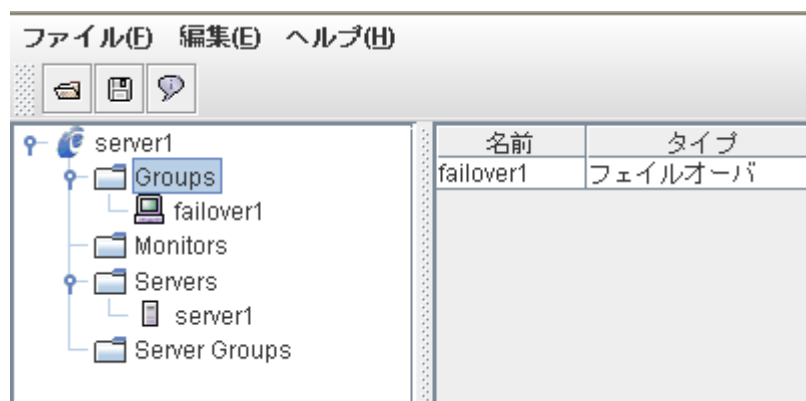 ファイル(F) 編集(E) ヘルプ(H)
server1
Groups
failover1
Monitors
Servers
server1
Server Groups
名前 タイプ
failover1 フェイルオーバ